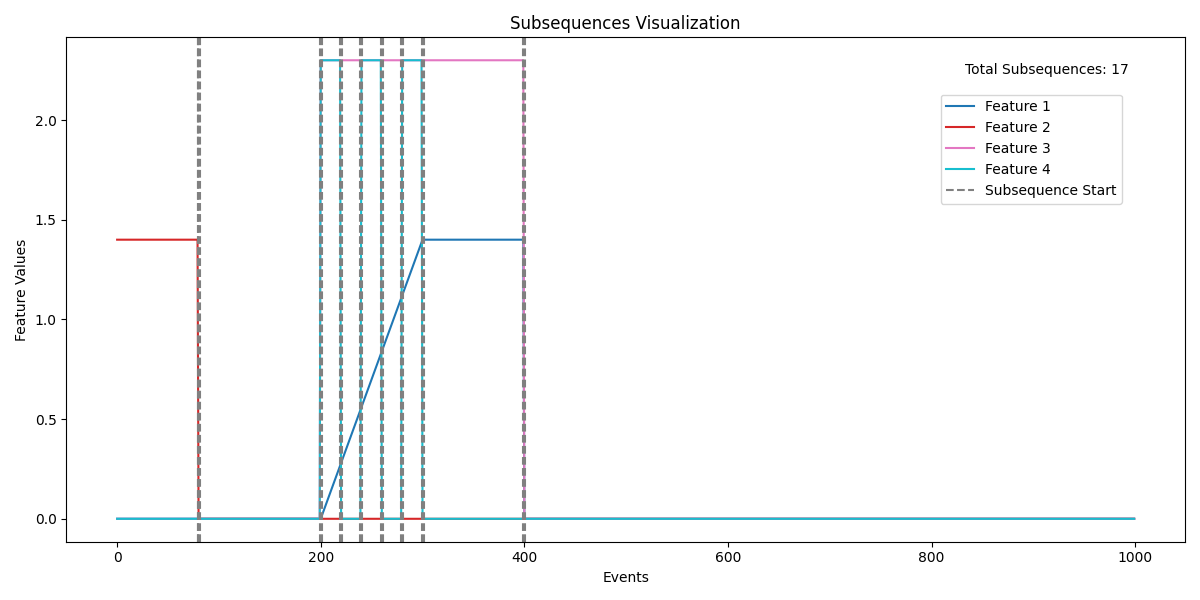 Subsequences Visualization
Total Subsequences: 17
Feature 1
Feature 2
Feature 3
Feature 4
Subsequence Start
Feature Values
2.0
1.5
1.0
0.5
0.0
0
200
400
600
800
1000
Events